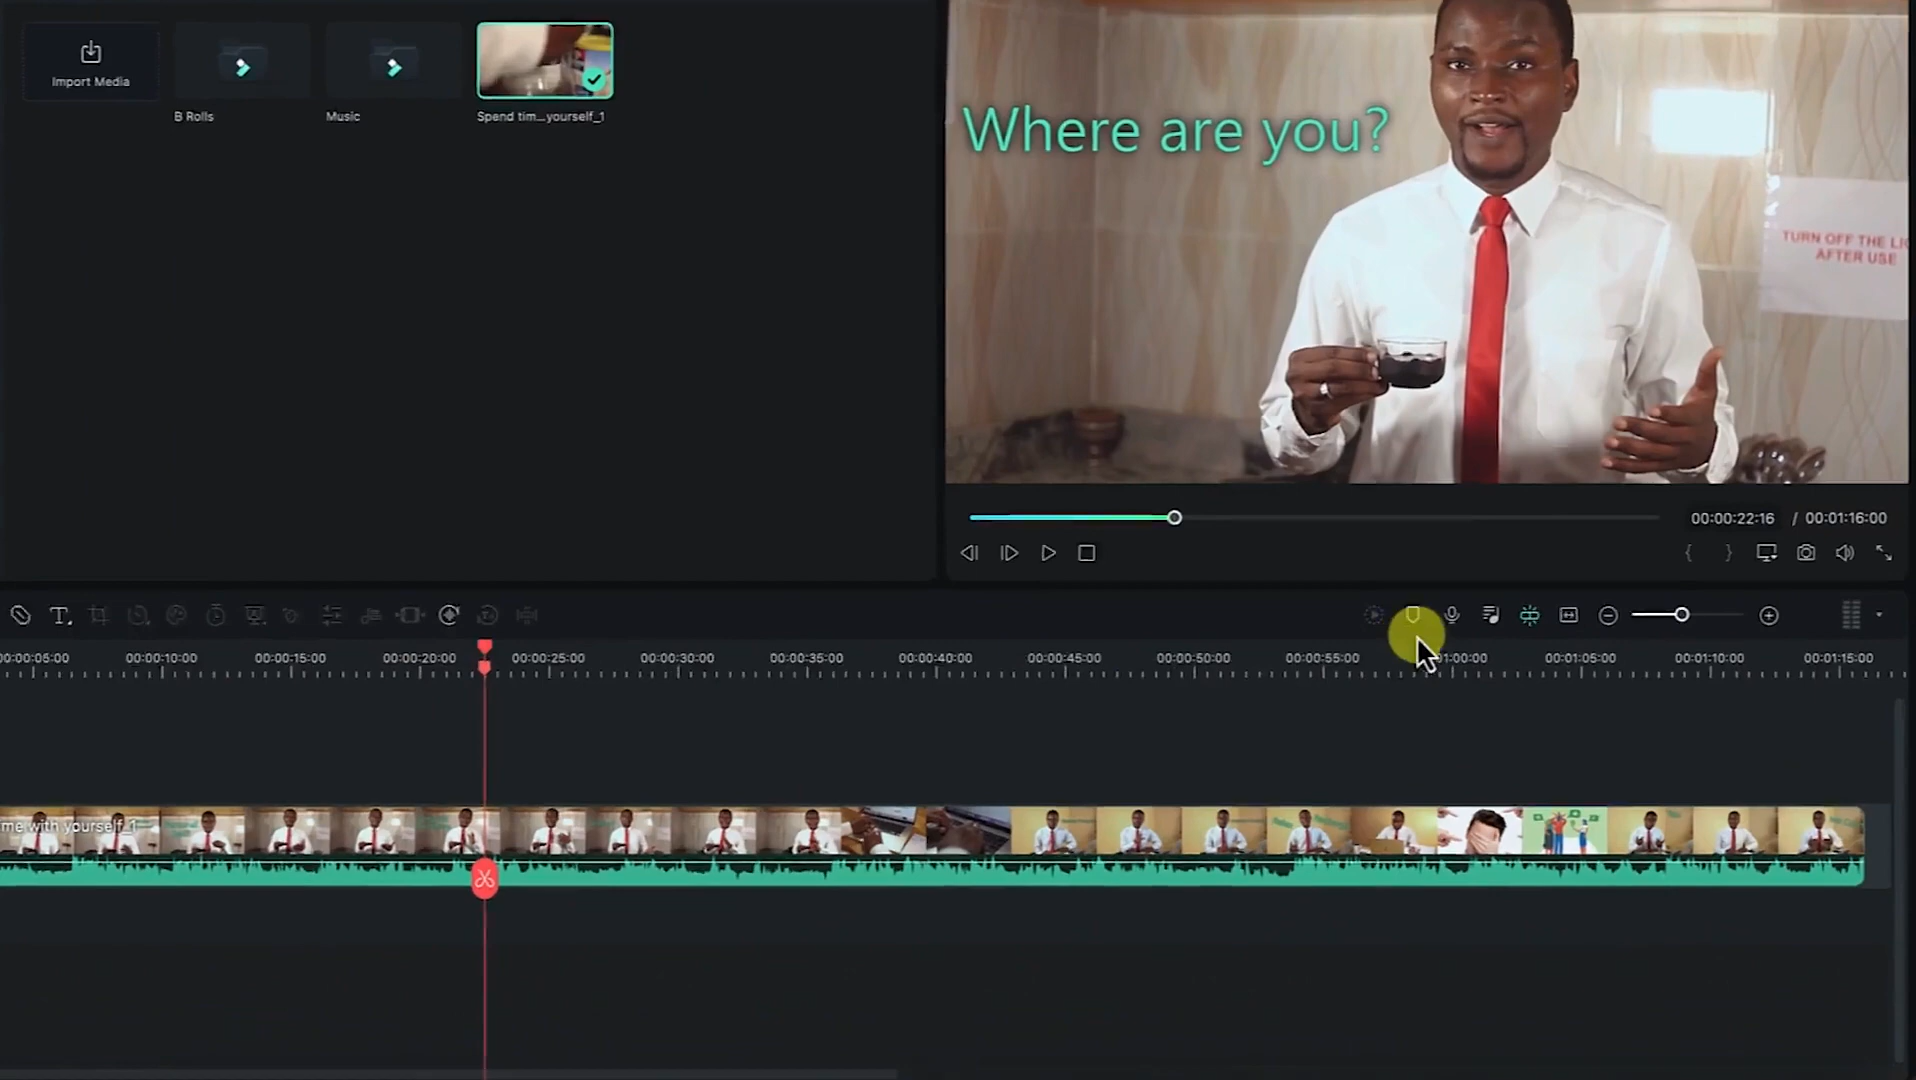 Import Media
B Rolls
Music
Spend tim...yourself_1
Where are you?
TURN OFF THE LI
AFTER USE
00:00:22:16 / 00:01:16:00
00:00:05:00 00:00:10:00 00:00:15:00 00:00:20:00 00:00:25:00 00:00:30:00 00:00:35:00 00:00:40:00 00:00:45:00 00:00:50:00 00:00:55:00 01:00:00 00:01:05:00 00:01:10:00 00:01:15:00
me with yourself_1